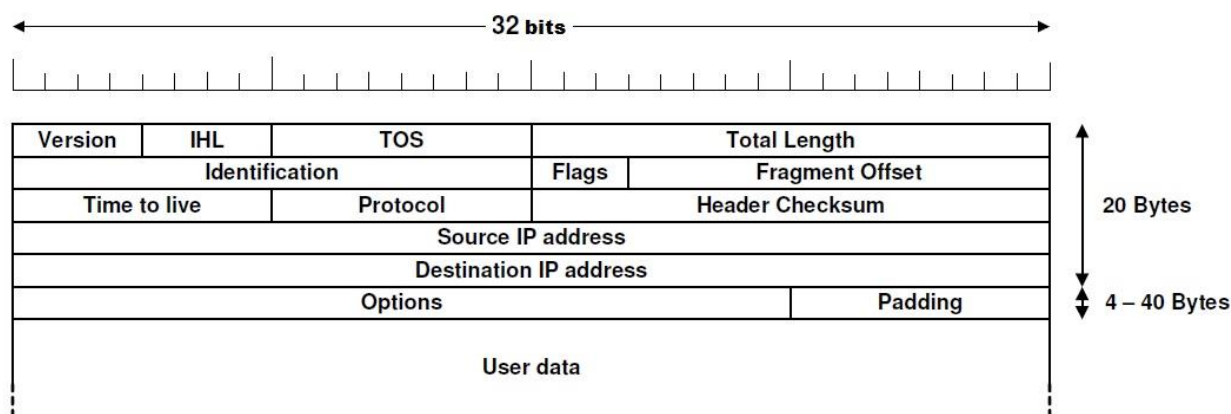 32 bits
Version IHL TOS Total Length
Identification Flags Fragment Offset
Time to live Protocol Header Checksum 20 Bytes
Source IP address
Destination IP address
Options Padding 4 – 40 Bytes
User data